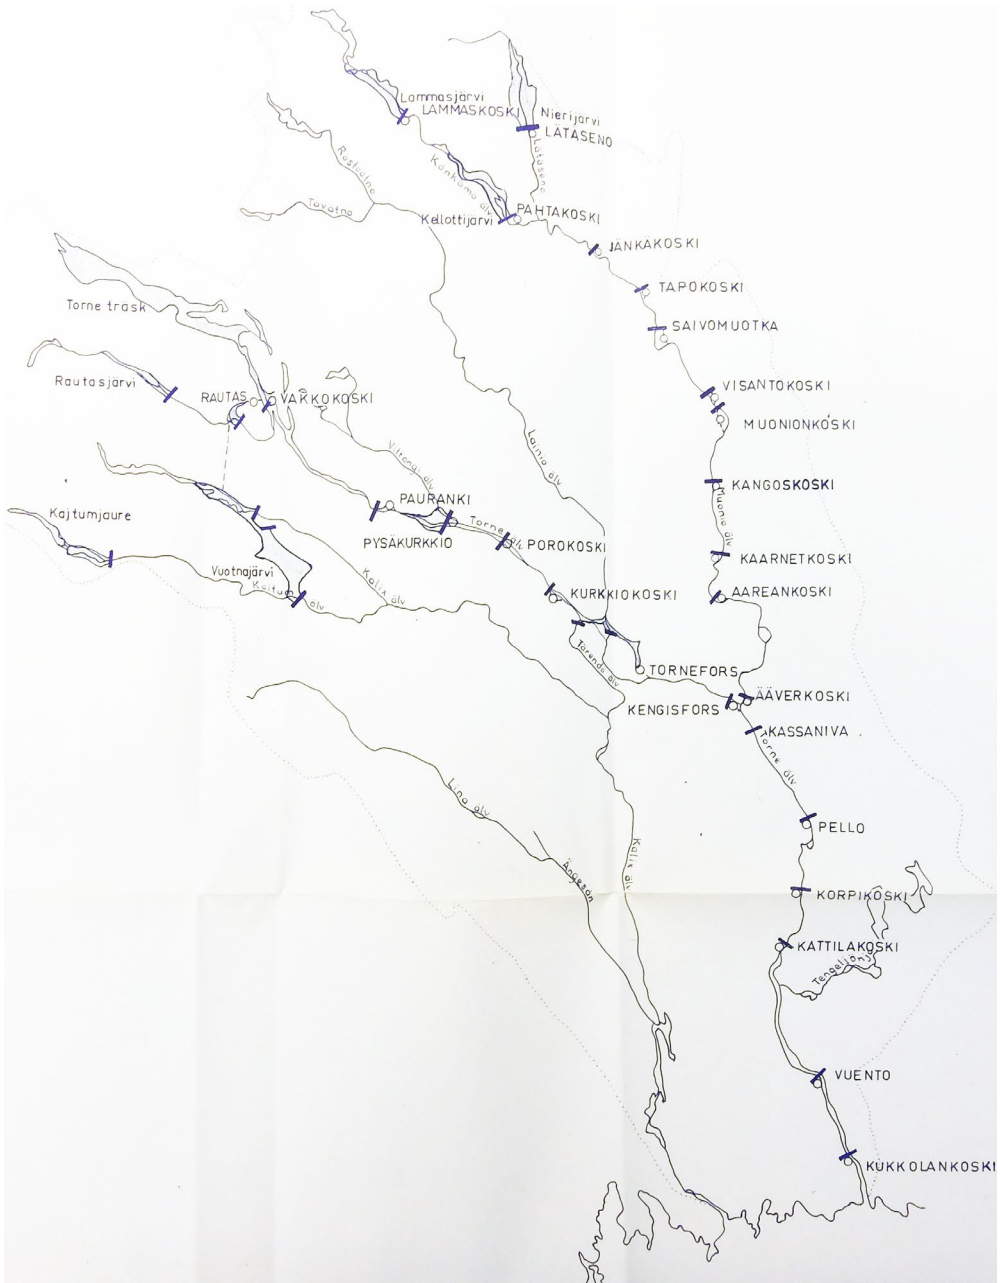 Lammasjärvi
LAMMASKOSKI
Nierijärvi
LÄTÄSENO
Lätäseno
Könkämä älv
Rostoätno
Tavatno
Kellottijärvi
PAHTAKOSKI
JÄNKÄKOSKI
TAPOKOSKI
SAIVOMUOTKA
Torne träsk
Rautasjärvi
RAUTAS
VAKKOKOSKI
VISANTOKOSKI
MUONIONKOSKI
Lainio älv
Vittangi älv
KANGOSKOSKI
Muonio älv
PAURANKI
Kajtumjaure
PYSÄKURKKIO
Torne älv
POROKOSKI
KAARNETKOSKI
Vuotnajärvi
Kaitum älv
Kalix älv
KURKKIOKOSKI
AAREANKOSKI
Tärendö älv
TORNEFORS
KENGISFORS
ÄÄVERKOSKI
KASSANIVA
Torne älv
Lina älv
PELLO
Kalix älv
Ängesån
KORPIKOSKI
KATTILAKOSKI
Tengeljönjoki
VUENTO
KUKKOLANKOSKI